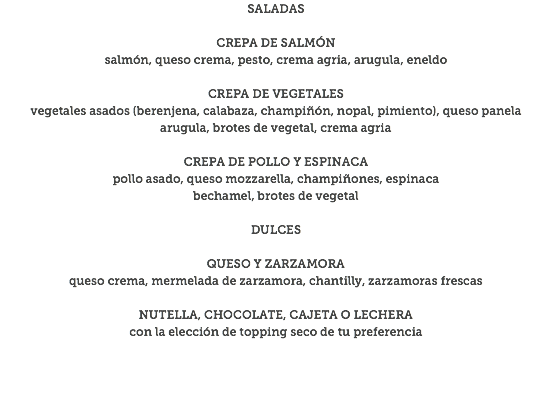 SALADAS
CREPA DE SALMÓN
salmón, queso crema, pesto, crema agria, arugula, eneldo
CREPA DE VEGETALES
vegetales asados (berenjena, calabaza, champiñón, nopal, pimiento), queso panela
arugula, brotes de vegetal, crema agria
CREPA DE POLLO Y ESPINACA
pollo asado, queso mozzarella, champiñones, espinaca
bechamel, brotes de vegetal
DULCES
QUESO Y ZARZAMORA
queso crema, mermelada de zarzamora, chantilly, zarzamoras frescas
NUTELLA, CHOCOLATE, CAJETA O LECHERA
con la elección de topping seco de tu preferencia